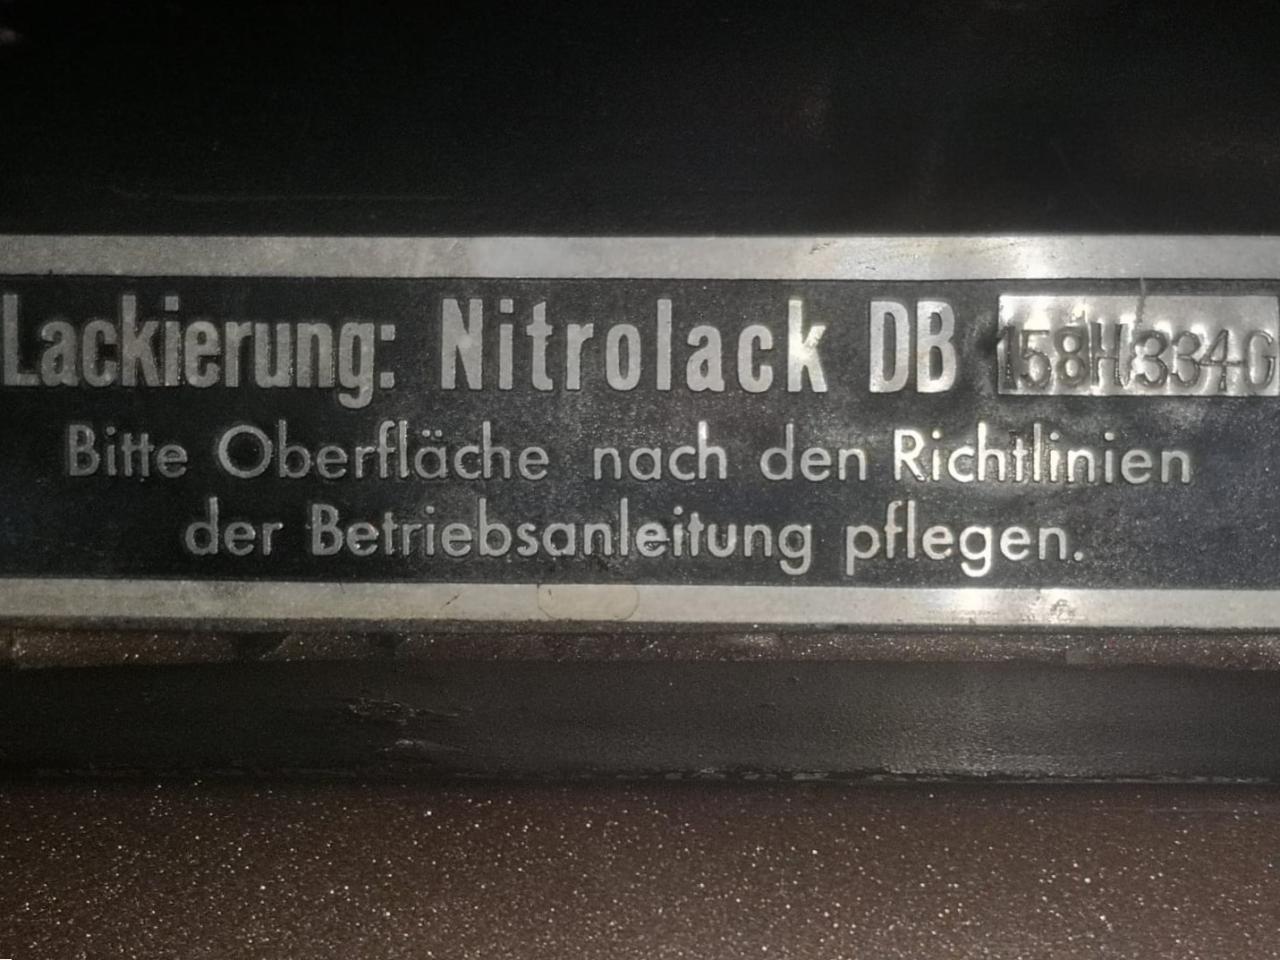 Lackierung: Nitrolack DB 158H/334G
Bitte Oberfläche nach den Richtlinien
der Betriebsanleitung pflegen.